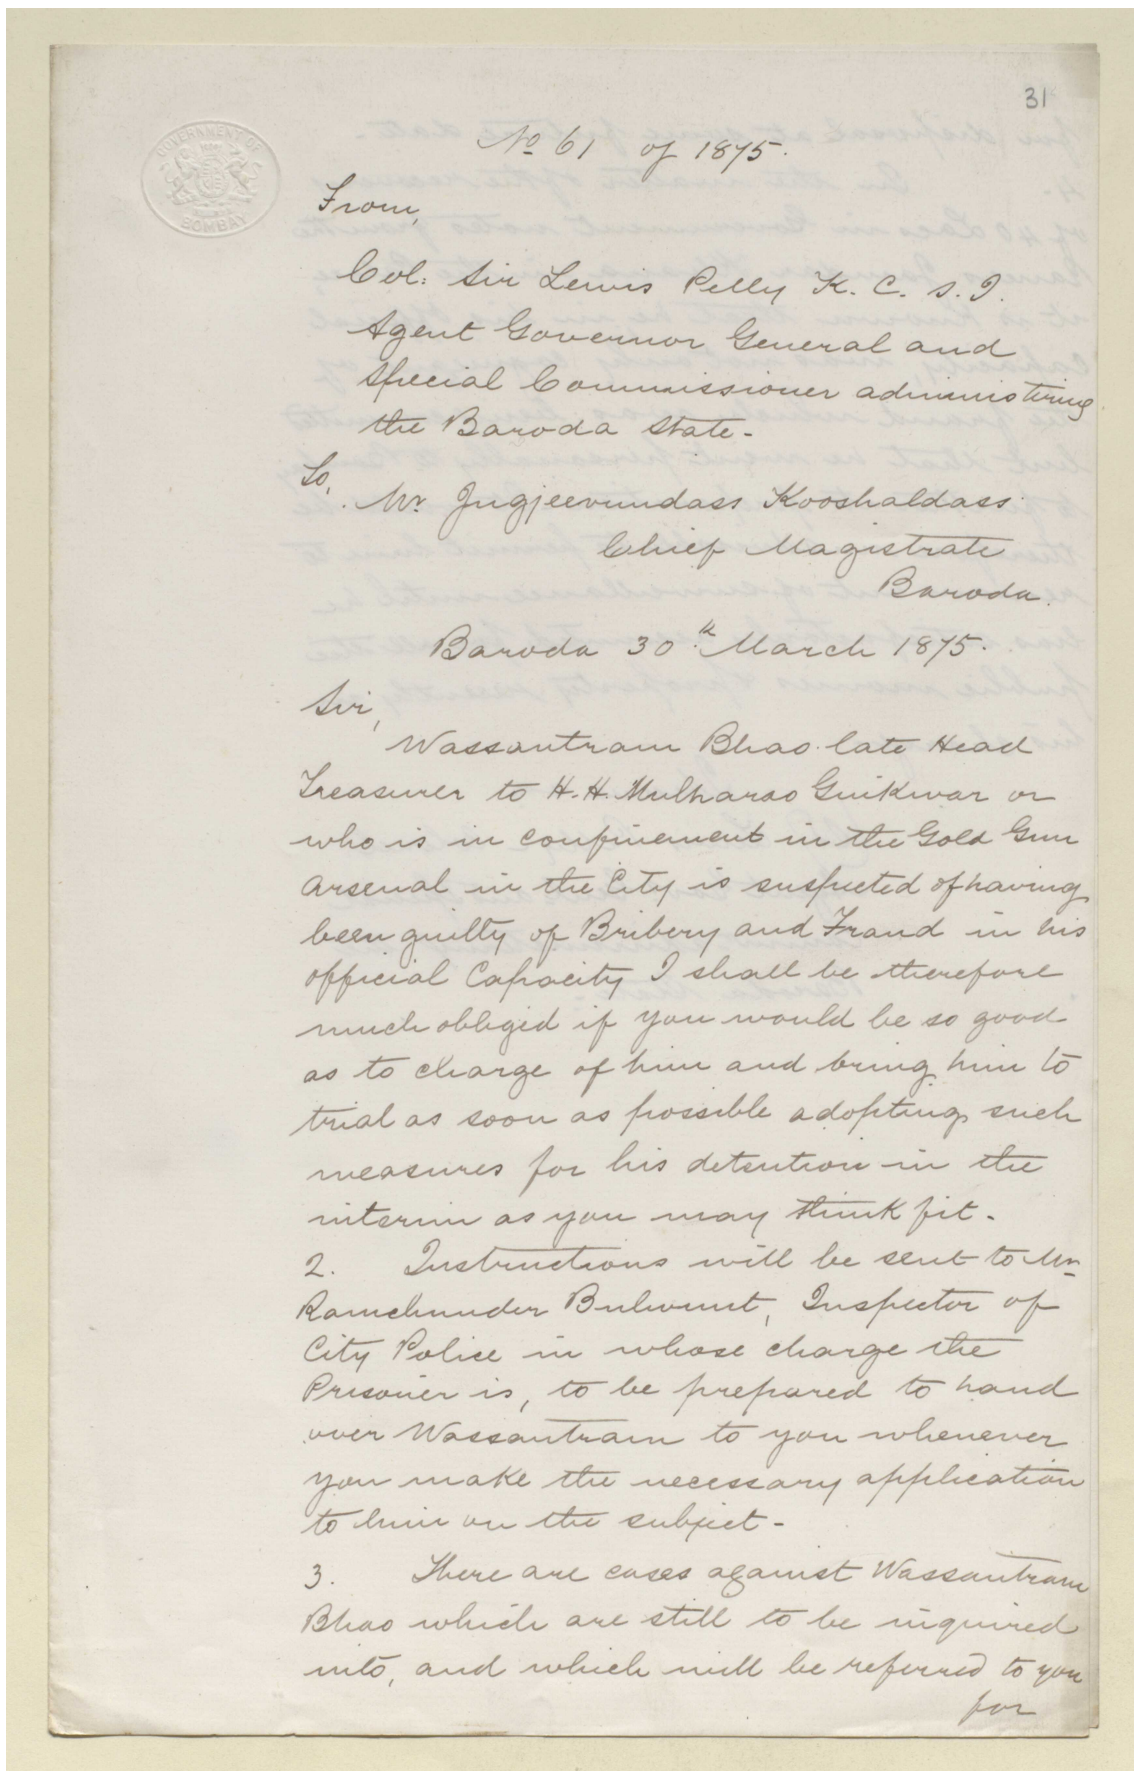 31
GOVERNMENT OF
BOMBAY
No 61 of 1875.
From,
Col: Sir Lewis Pelly K. C. S. I.
Agent Governor General and
Special Commissioner administiring
the Baroda State -
To,
Mr Jugjeevundass Kooshaldass
Chief Magistrate
Baroda.
Baroda 30th March 1875.
Sir,
Wassantram Bhao late Head
Treasurer to H. H. Mulharao Guikwar or
who is in confinement in the Gold Gun
Arsenal in the City is suspected of having
been guilty of Bribery and Fraud in his
official Capacity I shall be therefore
much obliged if you would be so good
as to charge of him and bring him to
trial as soon as possible adopting such
measures for his detention in the
interim as you may think fit -
2. Instructions will be sent to Mr
Ramchunder Bulwunt, Inspector of
City Police in whose charge the
Prisoner is, to be prepared to hand
over Wassantram to you whenever
you make the necessary application
to him on the subject -
3. There are cases against Wassantram
Bhao which are still to be inquired
into, and which will be referred to you
for